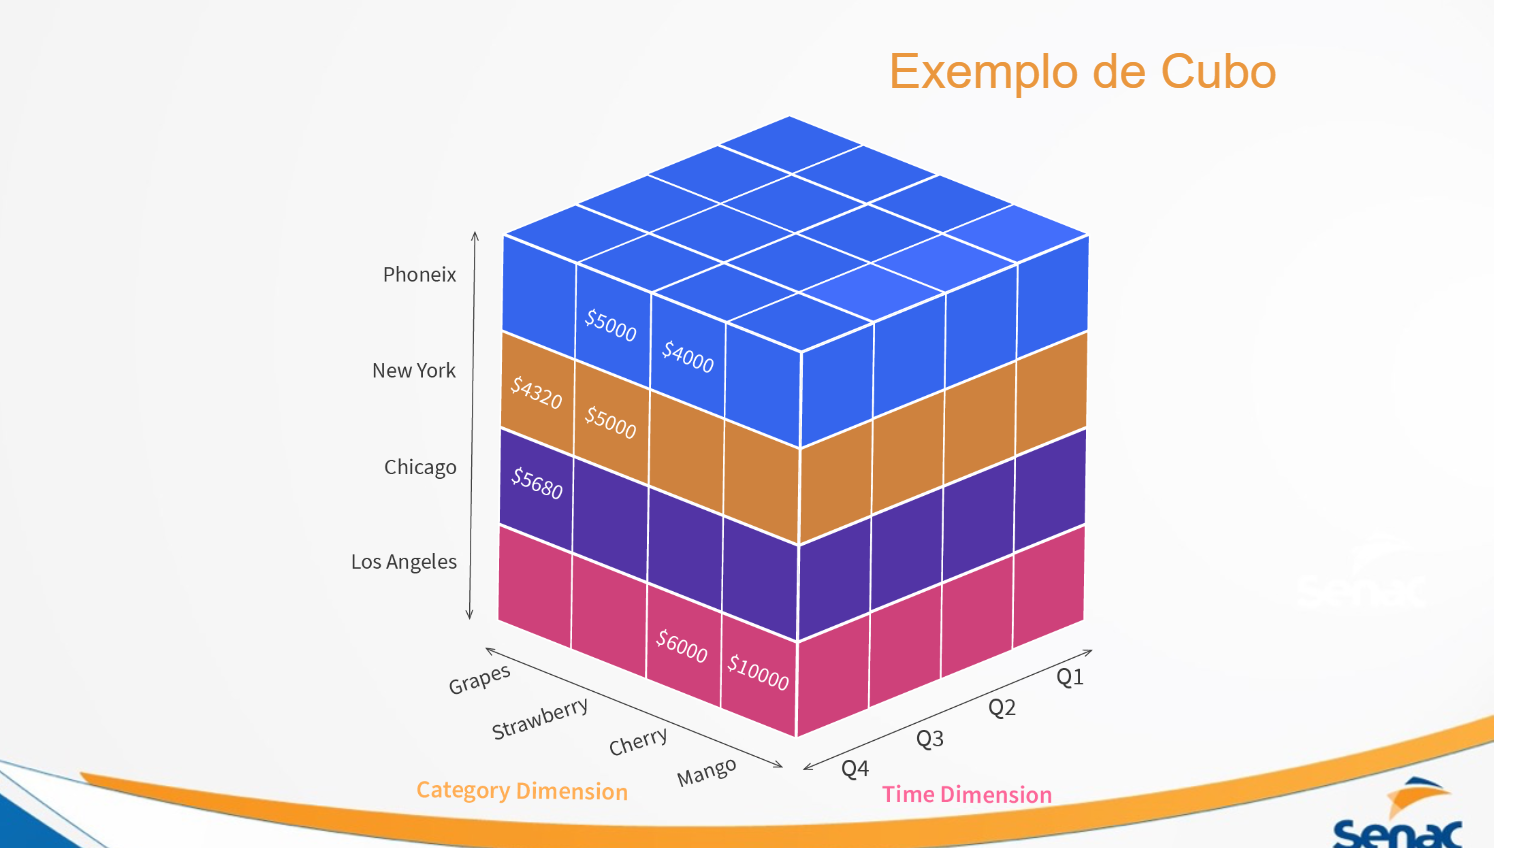 Exemplo de Cubo
Phoneix
$5000
$4000
New York
$4320
$5000
Chicago
$5680
Los Angeles
$6000
$10000
Grapes
Strawberry
Cherry
Mango
Q1
Q2
Q3
Q4
Category Dimension
Time Dimension
Senac
Senac